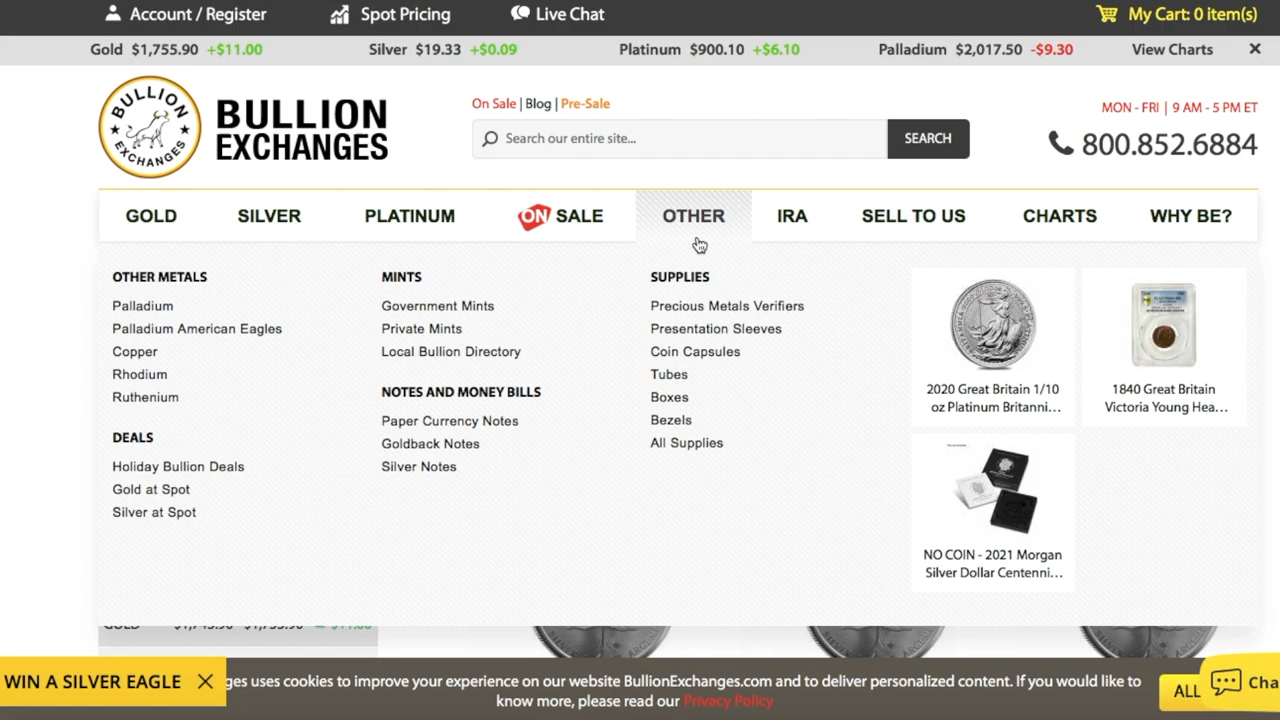 Account / Register
Spot Pricing
Live Chat
My Cart: 0 item(s)
Gold $1,755.90 +$11.00
Silver $19.33 +$0.09
Platinum $900.10 +$6.10
Palladium $2,017.50 -$9.30
View Charts
BULLION
EXCHANGES
BULLION
EXCHANGES
On Sale | Blog | Pre-Sale
Search our entire site...
SEARCH
MON - FRI | 9 AM - 5 PM ET
800.852.6884
GOLD
SILVER
PLATINUM
ON SALE
OTHER
IRA
SELL TO US
CHARTS
WHY BE?
OTHER METALS
Palladium
Palladium American Eagles
Copper
Rhodium
Ruthenium
DEALS
Holiday Bullion Deals
Gold at Spot
Silver at Spot
MINTS
Government Mints
Private Mints
Local Bullion Directory
NOTES AND MONEY BILLS
Paper Currency Notes
Goldback Notes
Silver Notes
SUPPLIES
Precious Metals Verifiers
Presentation Sleeves
Coin Capsules
Tubes
Boxes
Bezels
All Supplies
2020 Great Britain 1/10
oz Platinum Britanni...
1840 Great Britain
Victoria Young Hea...
NO COIN - 2021 Morgan
Silver Dollar Centenni...
WIN A SILVER EAGLE
ges uses cookies to improve your experience on our website BullionExchanges.com and to deliver personalized content. If you would like to
know more, please read our Privacy Policy
ALL
Cha